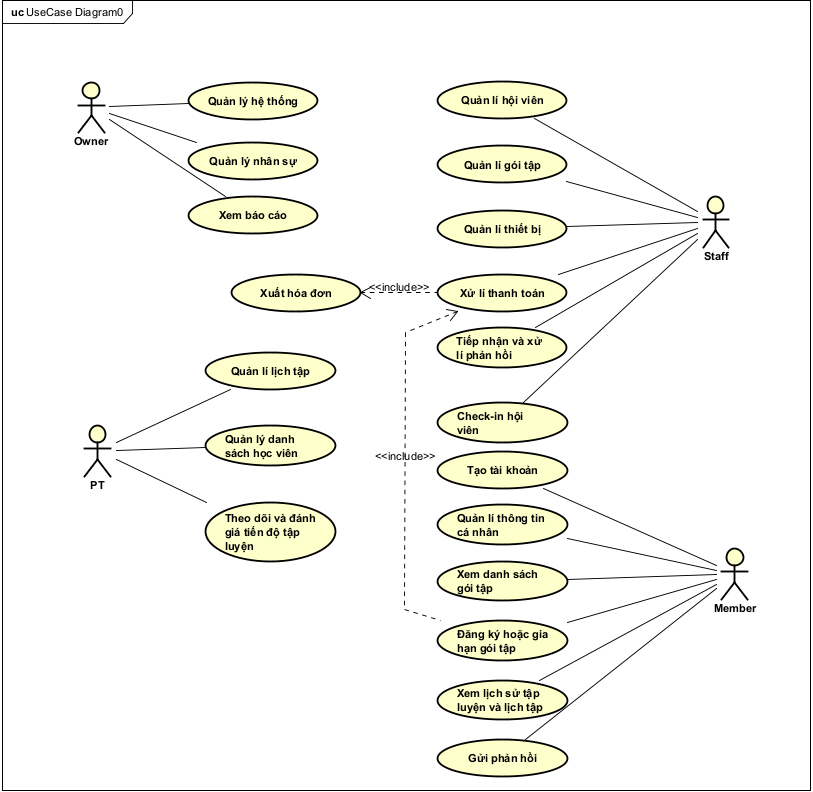 uc UseCase Diagram0
Owner
Quản lý hệ thống
Quản lý nhân sự
Xem báo cáo
Quản lí hội viên
Quản lí gói tập
Quản lí thiết bị
Staff
Xuất hóa đơn
<<include>>
Xử lí thanh toán
Tiếp nhận và xử
lí phản hồi
Check-in hội
viên
Quản lí lịch tập
Quản lý danh
sách học viên
Theo dõi và đánh
giá tiến độ tập
luyện
PT
<<include>>
Tạo tài khoản
Quản lí thông tin
cá nhân
Xem danh sách
gói tập
Đăng ký hoặc gia
hạn gói tập
Xem lịch sử tập
luyện và lịch tập
Gửi phản hồi
Member